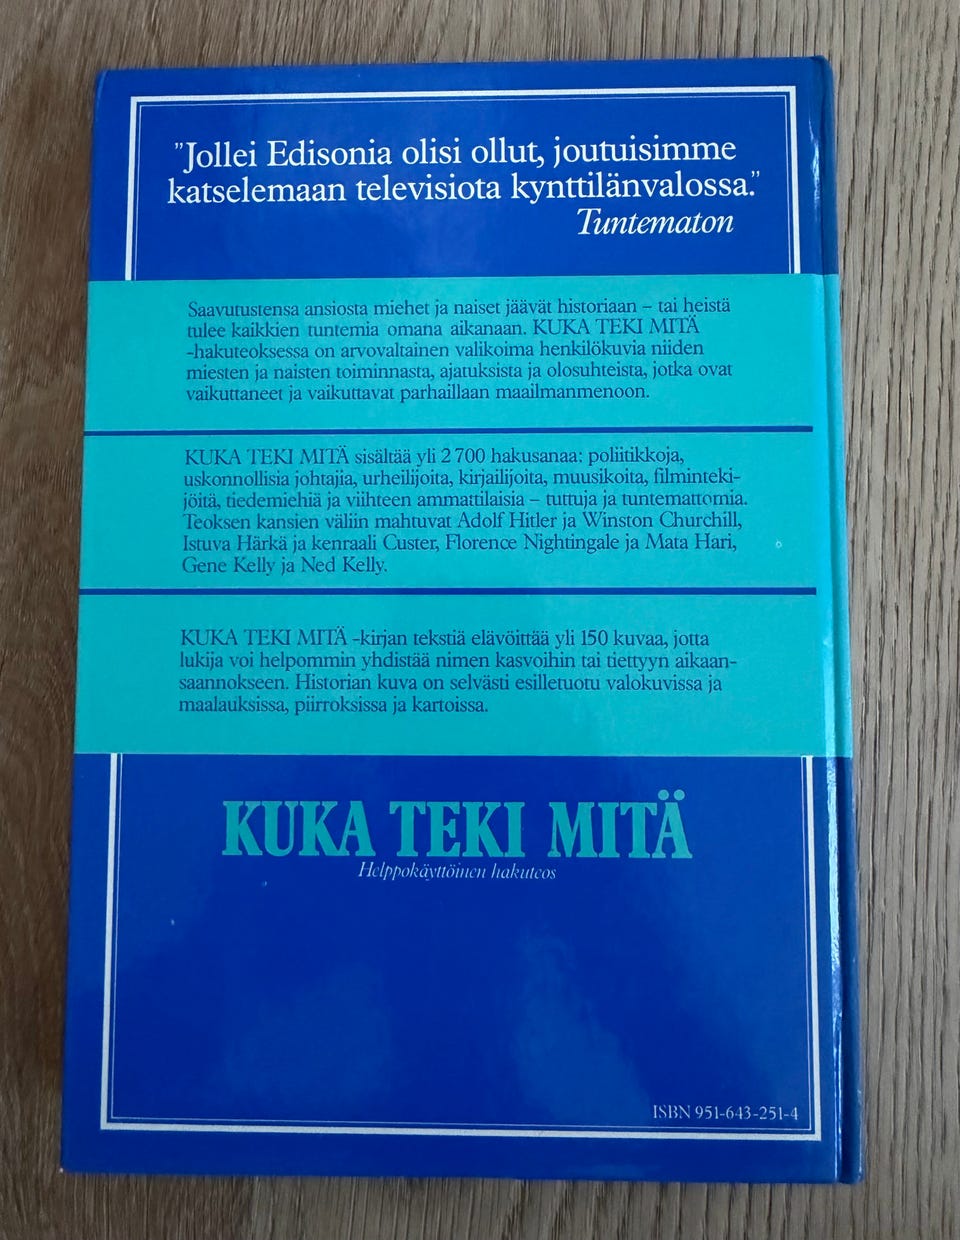 "Jollei Edisonia olisi ollut, joutuisimme
katselemaan televisiota kynttilänvalossa."
Tuntematon
Saavutustensa ansiosta miehet ja naiset jäävät historiaan – tai heistä
tulee kaikkien tuntemia omana aikanaan. KUKA TEKI MITÄ
-hakuteoksessa on arvovaltainen valikoima henkilökuvia niiden
miesten ja naisten toiminnasta, ajatuksista ja olosuhteista, jotka ovat
vaikuttaneet ja vaikuttavat parhaillaan maailmanmenoon.
KUKA TEKI MITÄ sisältää yli 2 700 hakusanaa: poliitikkoja,
uskonnollisia johtajia, urheilijoita, kirjailijoita, muusikoita, filminteki-
jöitä, tiedemiehiä ja viihteen ammattilaisia – tuttuja ja tuntemattomia.
Teoksen kansien väliin mahtuvat Adolf Hitler ja Winston Churchill,
Istuva Härkä ja kenraali Custer, Florence Nightingale ja Mata Hari,
Gene Kelly ja Ned Kelly.
KUKA TEKI MITÄ -kirjan tekstiä elävöittää yli 150 kuvaa, jotta
lukija voi helpommin yhdistää nimen kasvoihin tai tiettyyn aikaan-
saannokseen. Historian kuva on selvästi esilletuotu valokuvissa ja
maalauksissa, piirroksissa ja kartoissa.
KUKA TEKI MITÄ
Helppokäyttöinen hakuteos
ISBN 951-643-251-4